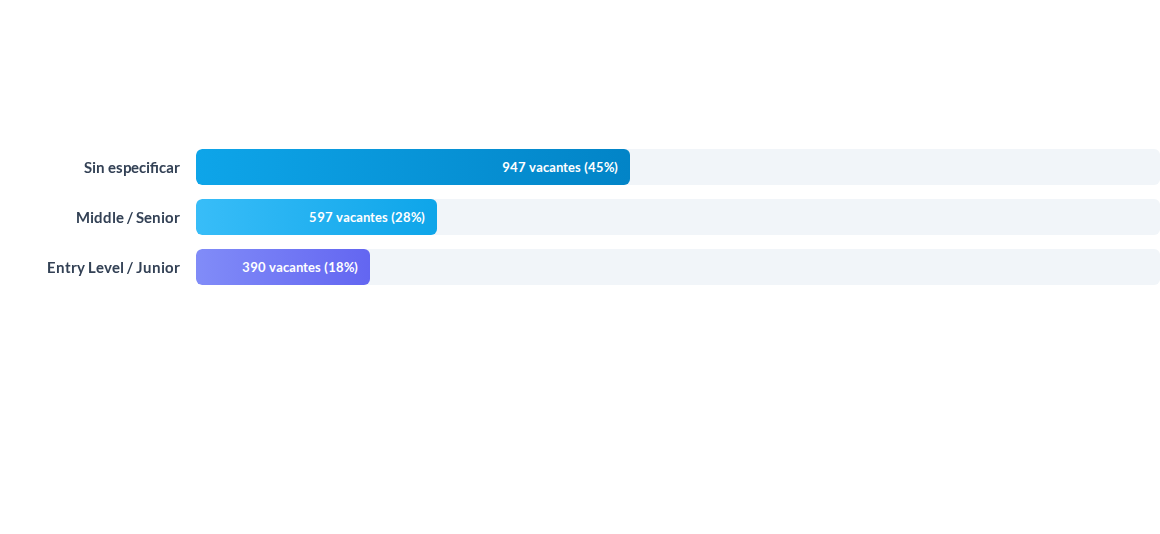 Sin especificar 947 vacantes (45%)
Middle / Senior 597 vacantes (28%)
Entry Level / Junior 390 vacantes (18%)